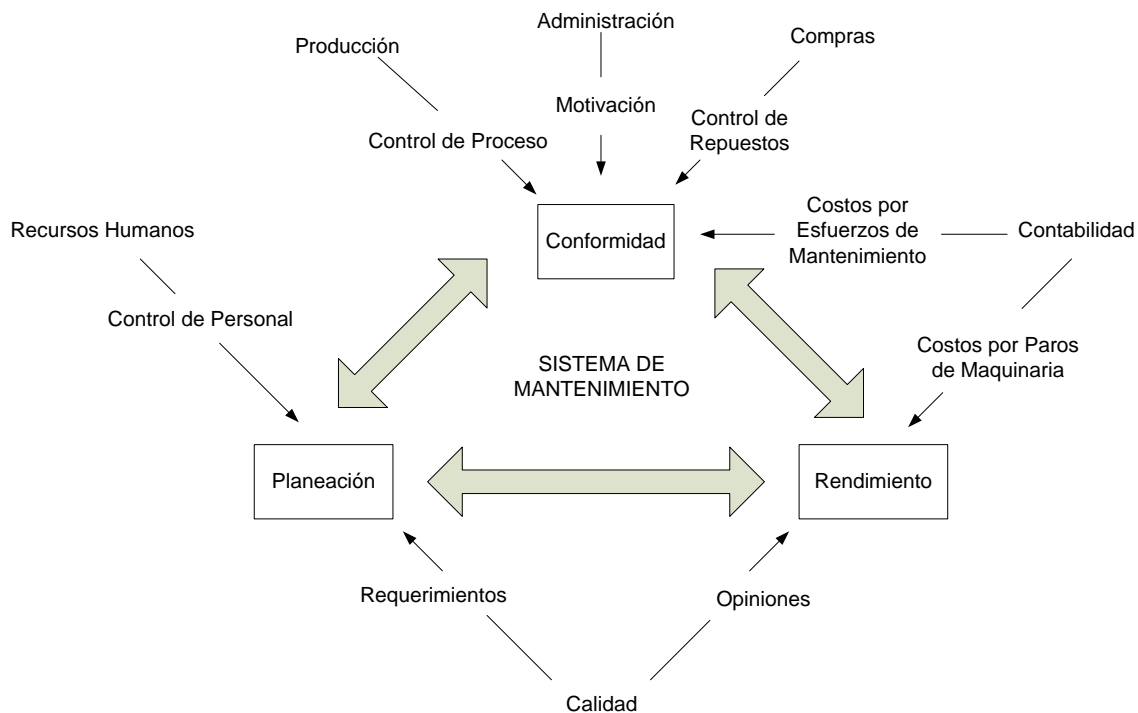 Administración
Producción
Compras
Motivación
Control de Proceso
Control de
Repuestos
Recursos Humanos
Conformidad
Costos por
Esfuerzos de
Mantenimiento
Contabilidad
Control de Personal
SISTEMA DE
MANTENIMIENTO
Costos por Paros
de Maquinaria
Planeación
Rendimiento
Requerimientos
Opiniones
Calidad